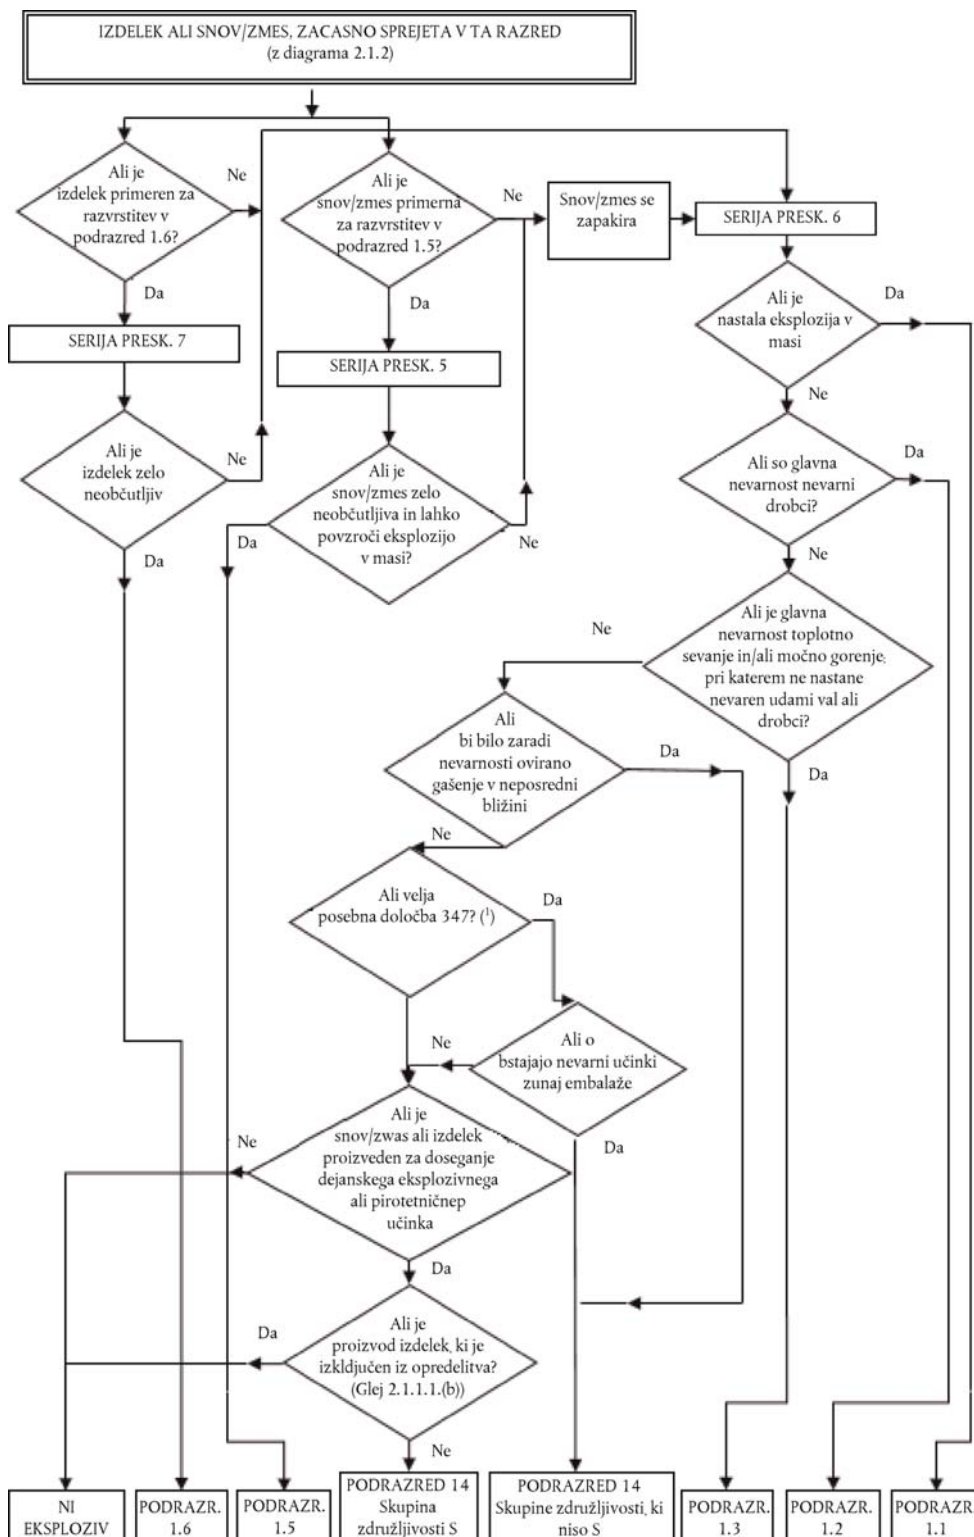 IZDELEK ALI SNOV/ZMES, ZACASNO SPREJETA V TA RAZRED
(z diagrama 2.1.2)
Ali je
izdelek primeren za
razvrstitev v
podrazred 1.6?
Ne
Ali je
snov/zmes primerna
za razvrstitev v
podrazred 1.5?
Ne
Snov/zmes se
zapakira
SERIJA PRESK. 6
Da
Da
Ali je
nastala eksplozija v
masi
Da
SERIJA PRESK. 7
SERIJA PRESK. 5
Ne
Ali je
izdelek zelo
neobčutljiv
Ne
Ali je
snov/zmes zelo
neobčutljiva in lahko
povzroči eksplozijo
v masi?
Da
Ne
Ali so glavna
nevarnost nevarni
drobci?
Da
Da
Ne
Ali je glavna
nevarnost toplotno
sevanje in/ali močno gorenje,
pri katerem ne nastane
nevaren udami val ali
drobci?
Ne
Da
Ali
bi bilo zaradi
nevarnosti ovirano
gašenje v neposredni
bližini
Da
Ne
Ali velja
posebna določba 347? (¹)
Da
Ali o
bstajajo nevarni učinki
zunaj embalaže
Ne
Da
Ali je
snov/zwas ali izdelek
proizveden za doseganje
dejanskega eksplozivnega
ali pirotetničnep
učinka
Ne
Da
Ali je
proizvod izdelek, ki je
izkldjučen iz opredelitva?
(Glej 2.1.1.1.(b))
Da
Ne
NI
EKSPLOZIV
PODRAZR.
1.6
PODRAZR.
1.5
PODRAZRED 14
Skupina
združljivosti S
PODRAZRED 14
Skupine združljivosti, ki
niso S
PODRAZR.
1.3
PODRAZR.
1.2
PODRAZR.
1.1